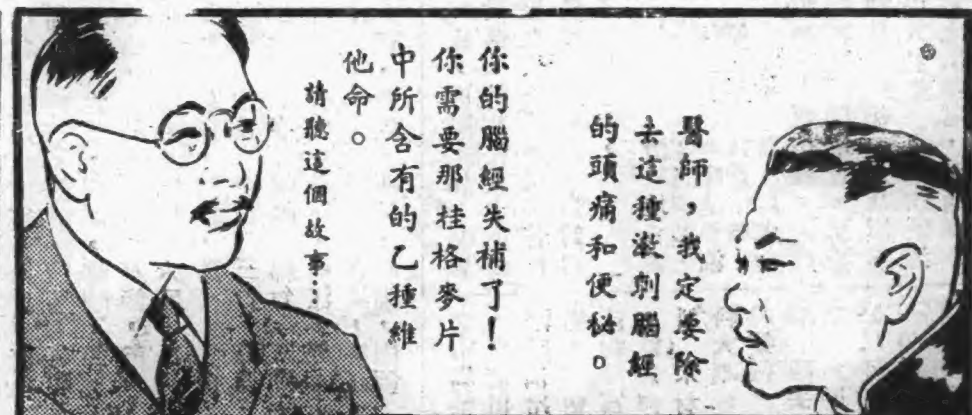 醫師，我定要除
去這種激刺腦經
的頭痛和便秘。
你的腦經失補了！
你需要那桂格麥片
中所含有的乙種維
他命。
請聽這個故事…